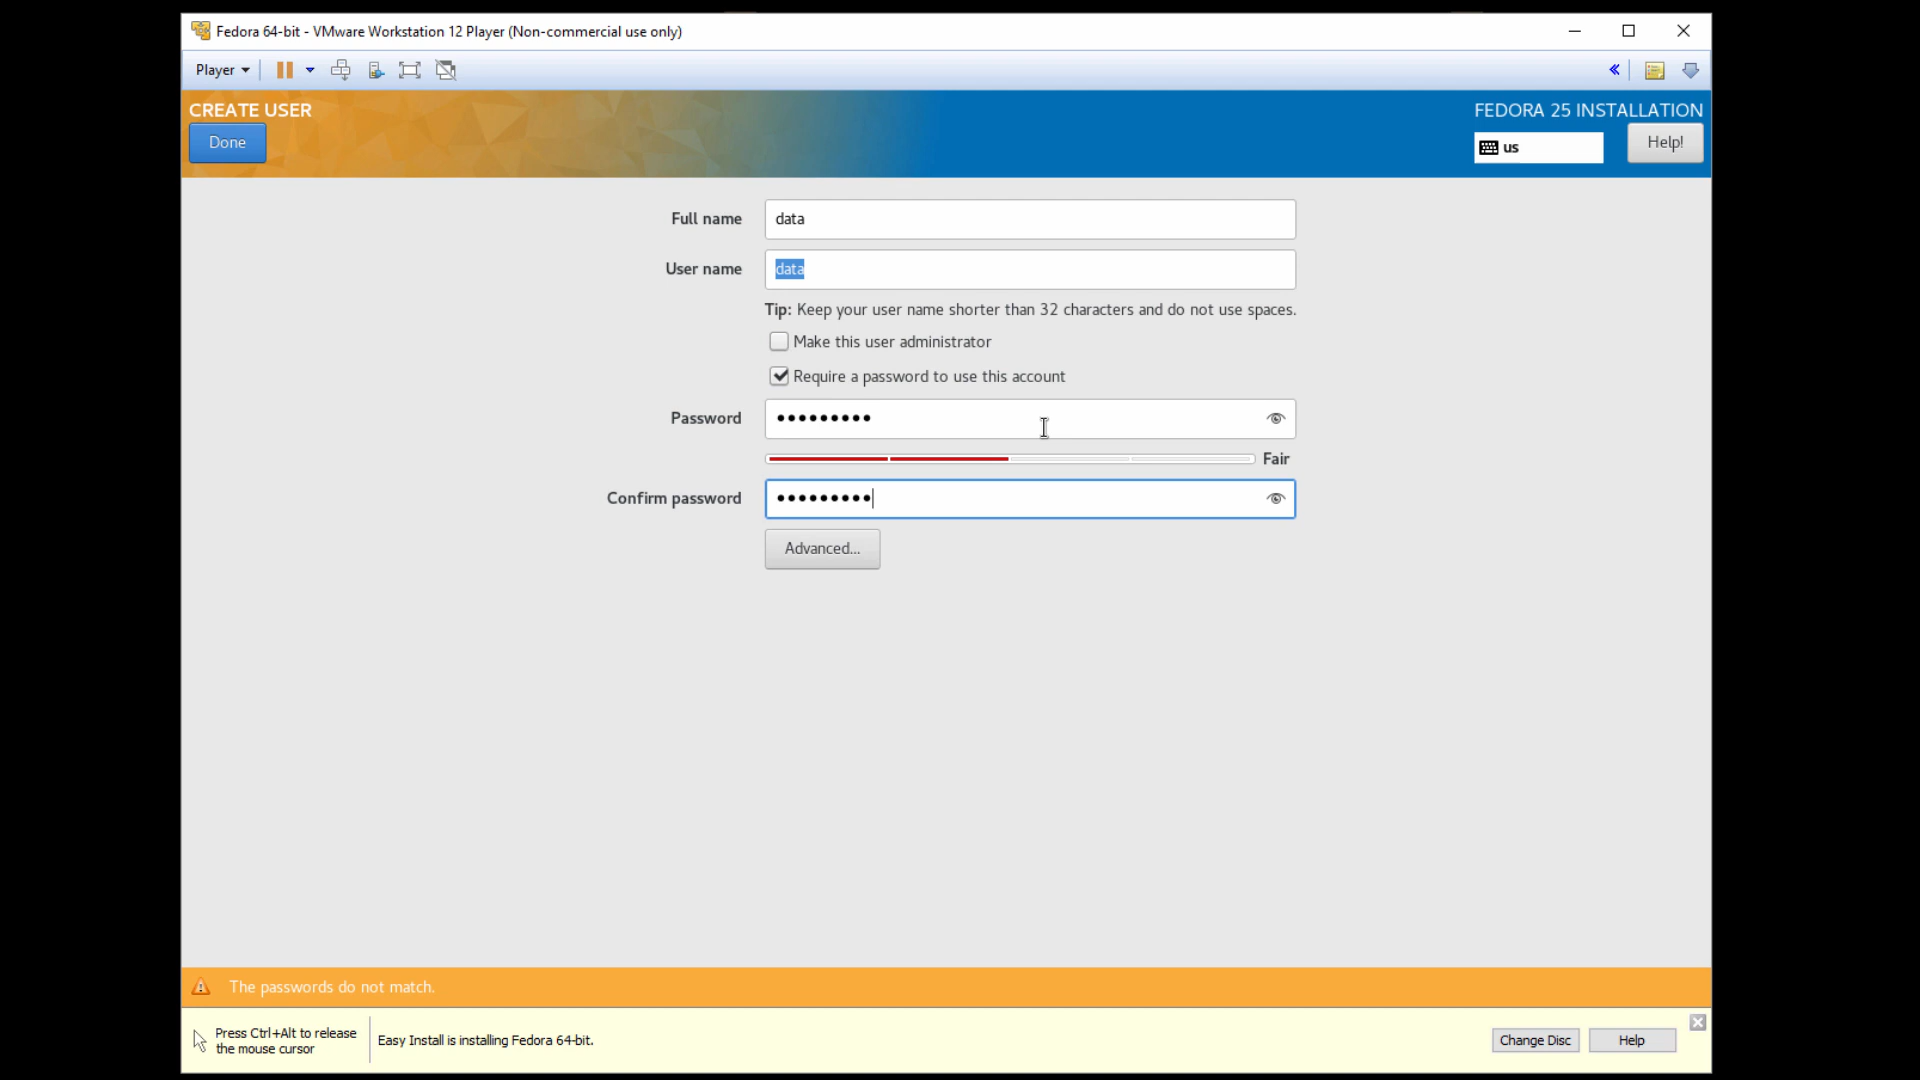 Fedora 64-bit - VMware Workstation 12 Player (Non-commercial use only)
Player
CREATE USER
FEDORA 25 INSTALLATION
Done
us
Help!
Full name
data
User name
data
Tip: Keep your user name shorter than 32 characters and do not use spaces.
Make this user administrator
Require a password to use this account
Password
•••••••••
Fair
Confirm password
•••••••••
Advanced...
The passwords do not match.
Press Ctrl+Alt to release
the mouse cursor
Easy Install is installing Fedora 64-bit.
Change Disc
Help